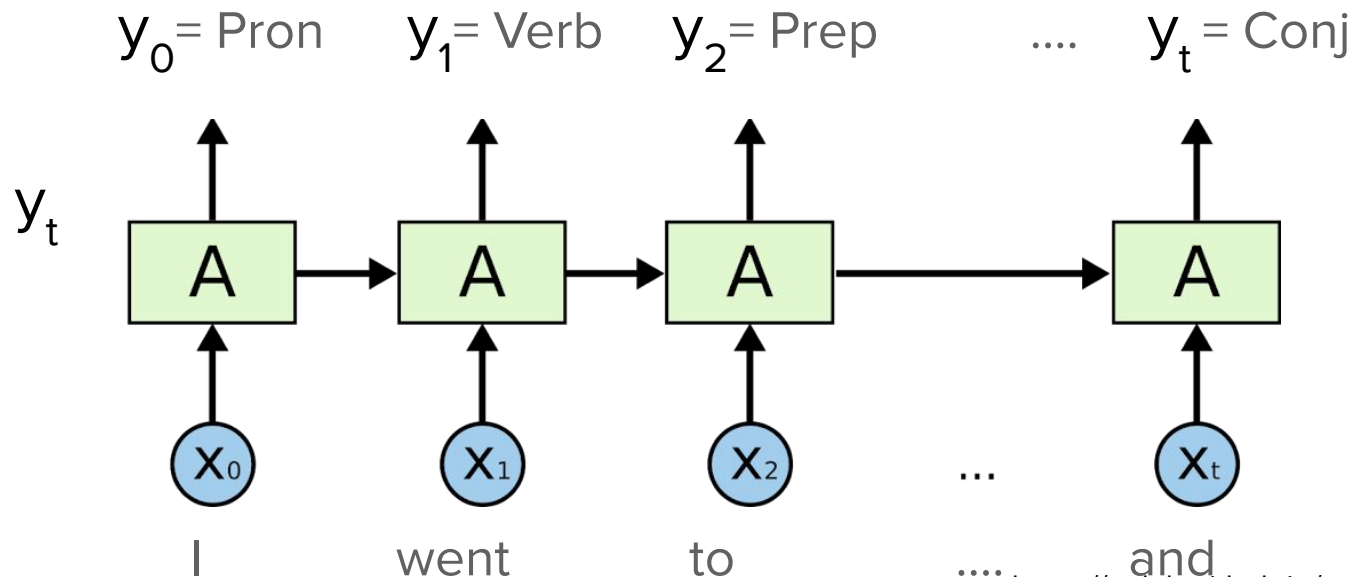 y0 = Pron y1 = Verb y2 = Prep .... yt = Conj
yt
A A A A
x0 x1 x2 ... xt
I went to .... and